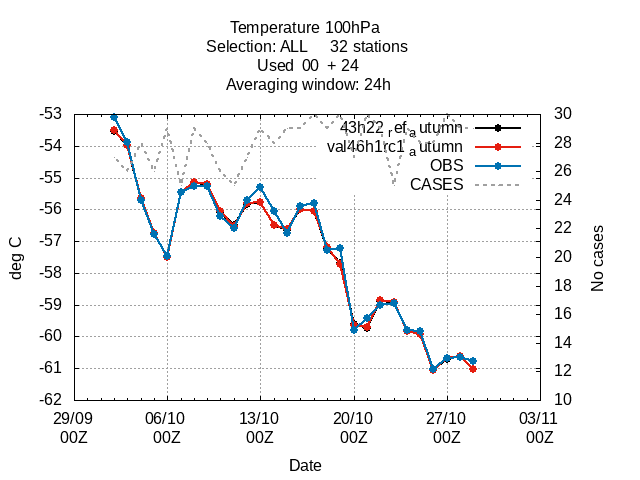 Temperature 100hPa
Selection: ALL 32 stations
Used 00 + 24
Averaging window: 24h
43h22_ref_autumn
val46h1rc1_autumn
OBS
CASES
-53
-54
-55
-56
-57
-58
-59
-60
-61
-62
30
28
26
24
22
20
18
16
14
12
10
deg C
No cases
29/09 06/10 13/10 20/10 27/10 03/11
00Z 00Z 00Z 00Z 00Z 00Z
Date